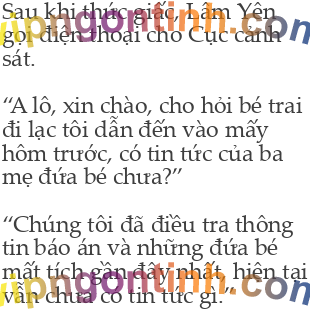 Sau khi thức giấc, Lâm Yên
gọi điện thoại cho Cục cảnh
sát.
“A lô, xin chào, cho hỏi bé trai
đi lạc tôi dẫn đến vào mấy
hôm trước, có tin tức của ba
mẹ đứa bé chưa?”
“Chúng tôi đã điều tra thông
tin báo án và những đứa bé
mất tích gần đây nhất, hiện tại
vẫn chưa có tin tức gì.”
vipngontinh.com
vipngontinh.com